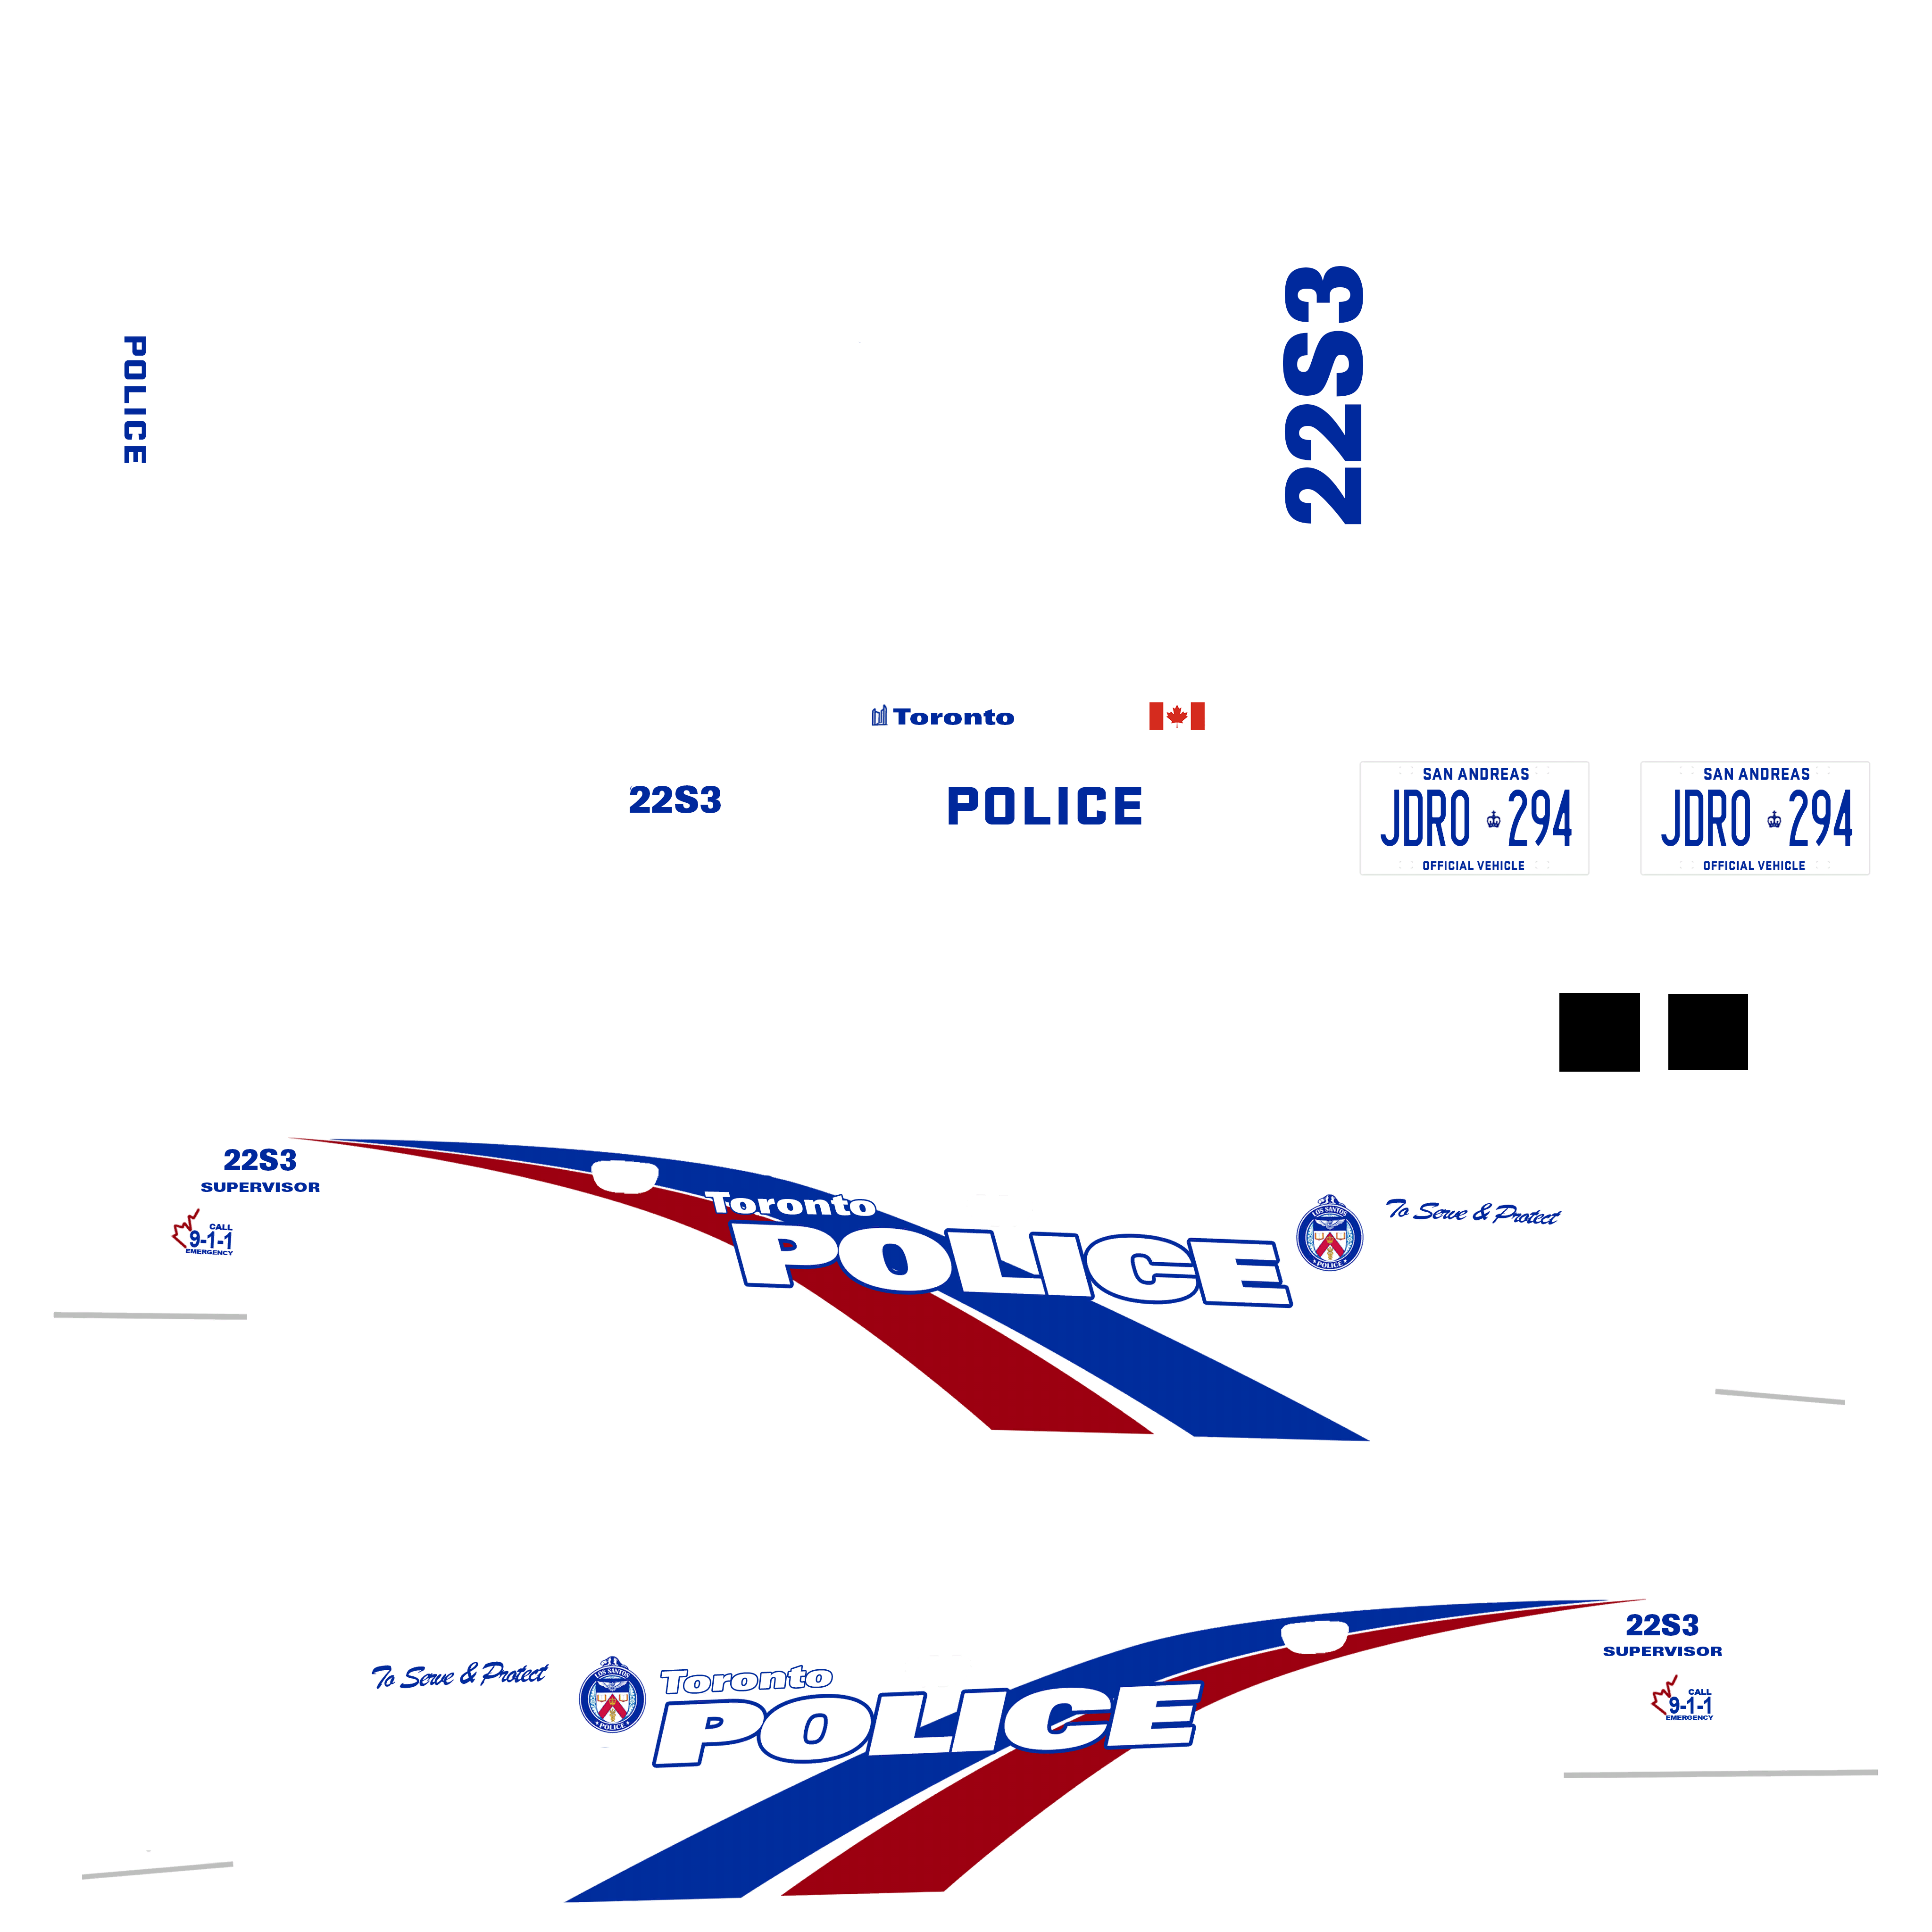 22S3
POLICE
Toronto
22S3
POLICE
SAN ANDREAS
JDRO 294
OFFICIAL VEHICLE
SAN ANDREAS
JDRO 294
OFFICIAL VEHICLE
22S3
SUPERVISOR
CALL
9-1-1
EMERGENCY
Toronto
POLICE
LOS SANTOS
POLICE
To Serve & Protect
To Serve & Protect
LOS SANTOS
POLICE
Toronto
POLICE
22S3
SUPERVISOR
CALL
9-1-1
EMERGENCY